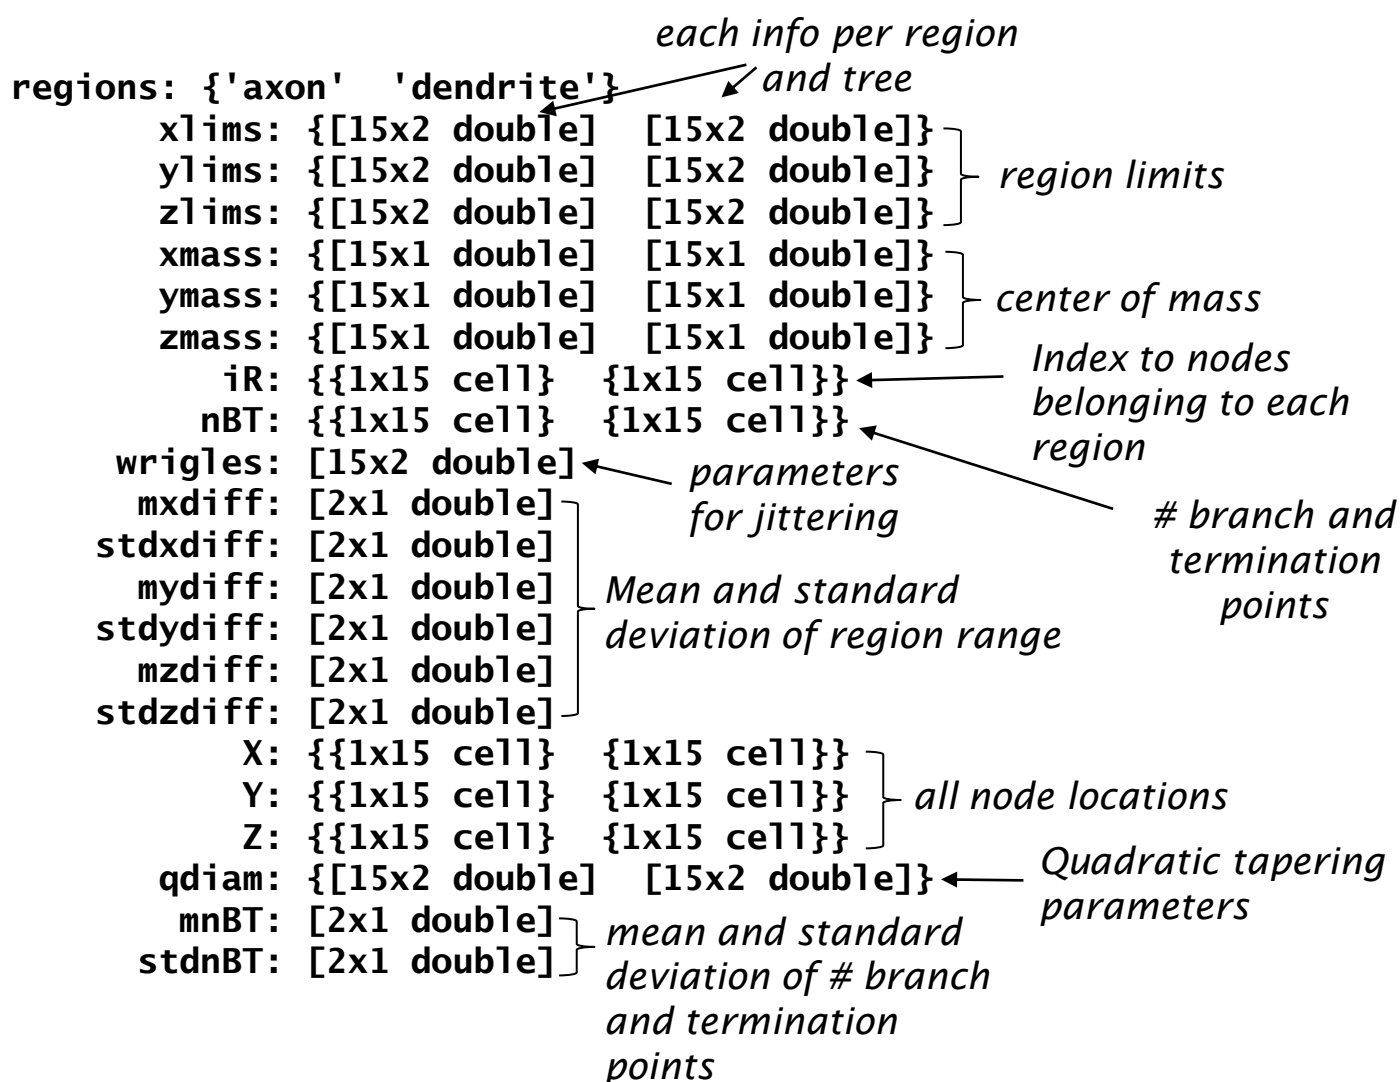 each info per region
and tree
regions: {'axon'  'dendrite'}
xlims: {[15x2 double]  [15x2 double]}
ylims: {[15x2 double]  [15x2 double]}
region limits
zlims: {[15x2 double]  [15x2 double]}
xmass: {[15x1 double]  [15x1 double]}
ymass: {[15x1 double]  [15x1 double]}
center of mass
zmass: {[15x1 double]  [15x1 double]}
iR: {{1x15 cell}  {1x15 cell}}
Index to nodes
belonging to each
region
nBT: {{1x15 cell}  {1x15 cell}}
# branch and
termination
points
wrigles: [15x2 double]
parameters
for jittering
mxdiff: [2x1 double]
stdxdiff: [2x1 double]
mydiff: [2x1 double]
Mean and standard
deviation of region range
stdydiff: [2x1 double]
mzdiff: [2x1 double]
stdzdiff: [2x1 double]
X: {{1x15 cell}  {1x15 cell}}
Y: {{1x15 cell}  {1x15 cell}}
all node locations
Z: {{1x15 cell}  {1x15 cell}}
qdiam: {[15x2 double]  [15x2 double]}
Quadratic tapering
parameters
mnBT: [2x1 double]
stdnBT: [2x1 double]
mean and standard
deviation of # branch
and termination
points